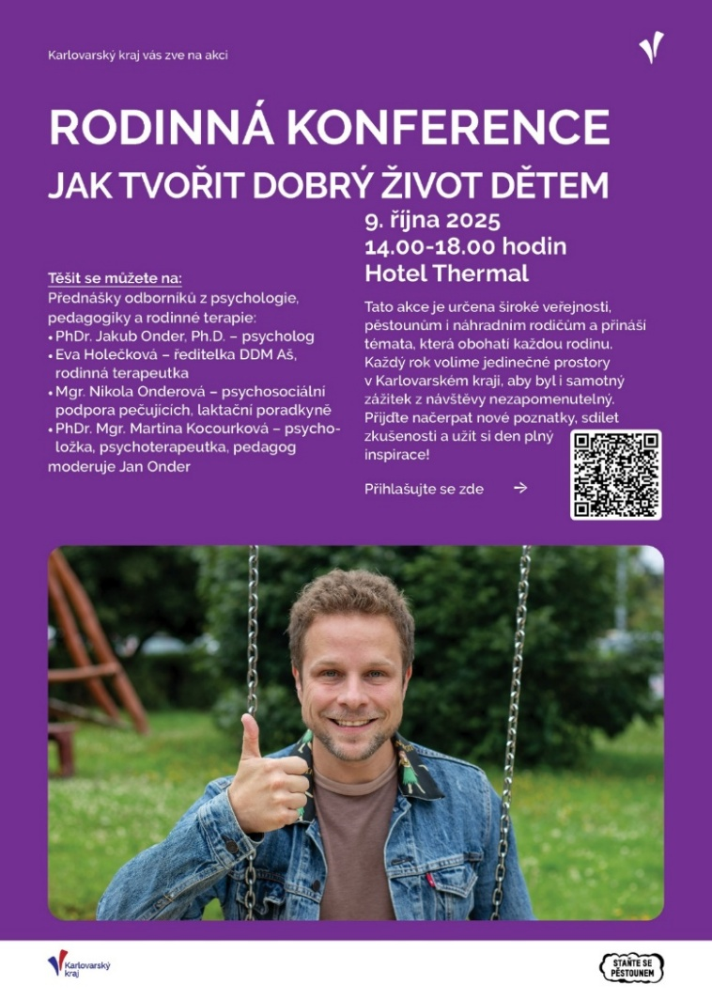 Karlovarský kraj vás zve na akci
RODINNÁ KONFERENCE
JAK TVOŘIT DOBRÝ ŽIVOT DĚTEM
9. října 2025
14.00-18.00 hodin
Hotel Thermal
Těšit se můžete na:
Přednášky odborníků z psychologie,
pedagogiky a rodinné terapie:
• PhDr. Jakub Onder, Ph.D. – psycholog
• Eva Holečková – ředitelka DDM Aš,
rodinná terapeutka
• Mgr. Nikola Onderová – psychosociální
podpora pečujících, laktační poradkyně
• PhDr. Mgr. Martina Kocourková – psycho-
ložka, psychoterapeutka, pedagog
moderuje Jan Onder
Tato akce je určena široké veřejnosti,
pěstounům i náhradním rodičům a přináší
témata, která obohatí každou rodinu.
Každý rok volíme jedinečné prostory
v Karlovarském kraji, aby byl i samotný
zážitek z návštěvy nezapomenutelný.
Přijďte načerpat nové poznatky, sdílet
zkušenosti a užít si den plný
inspirace!
Přihlašujte se zde →
Karlovarský
kraj
STAŇTE SE
PĚSTOUNEM